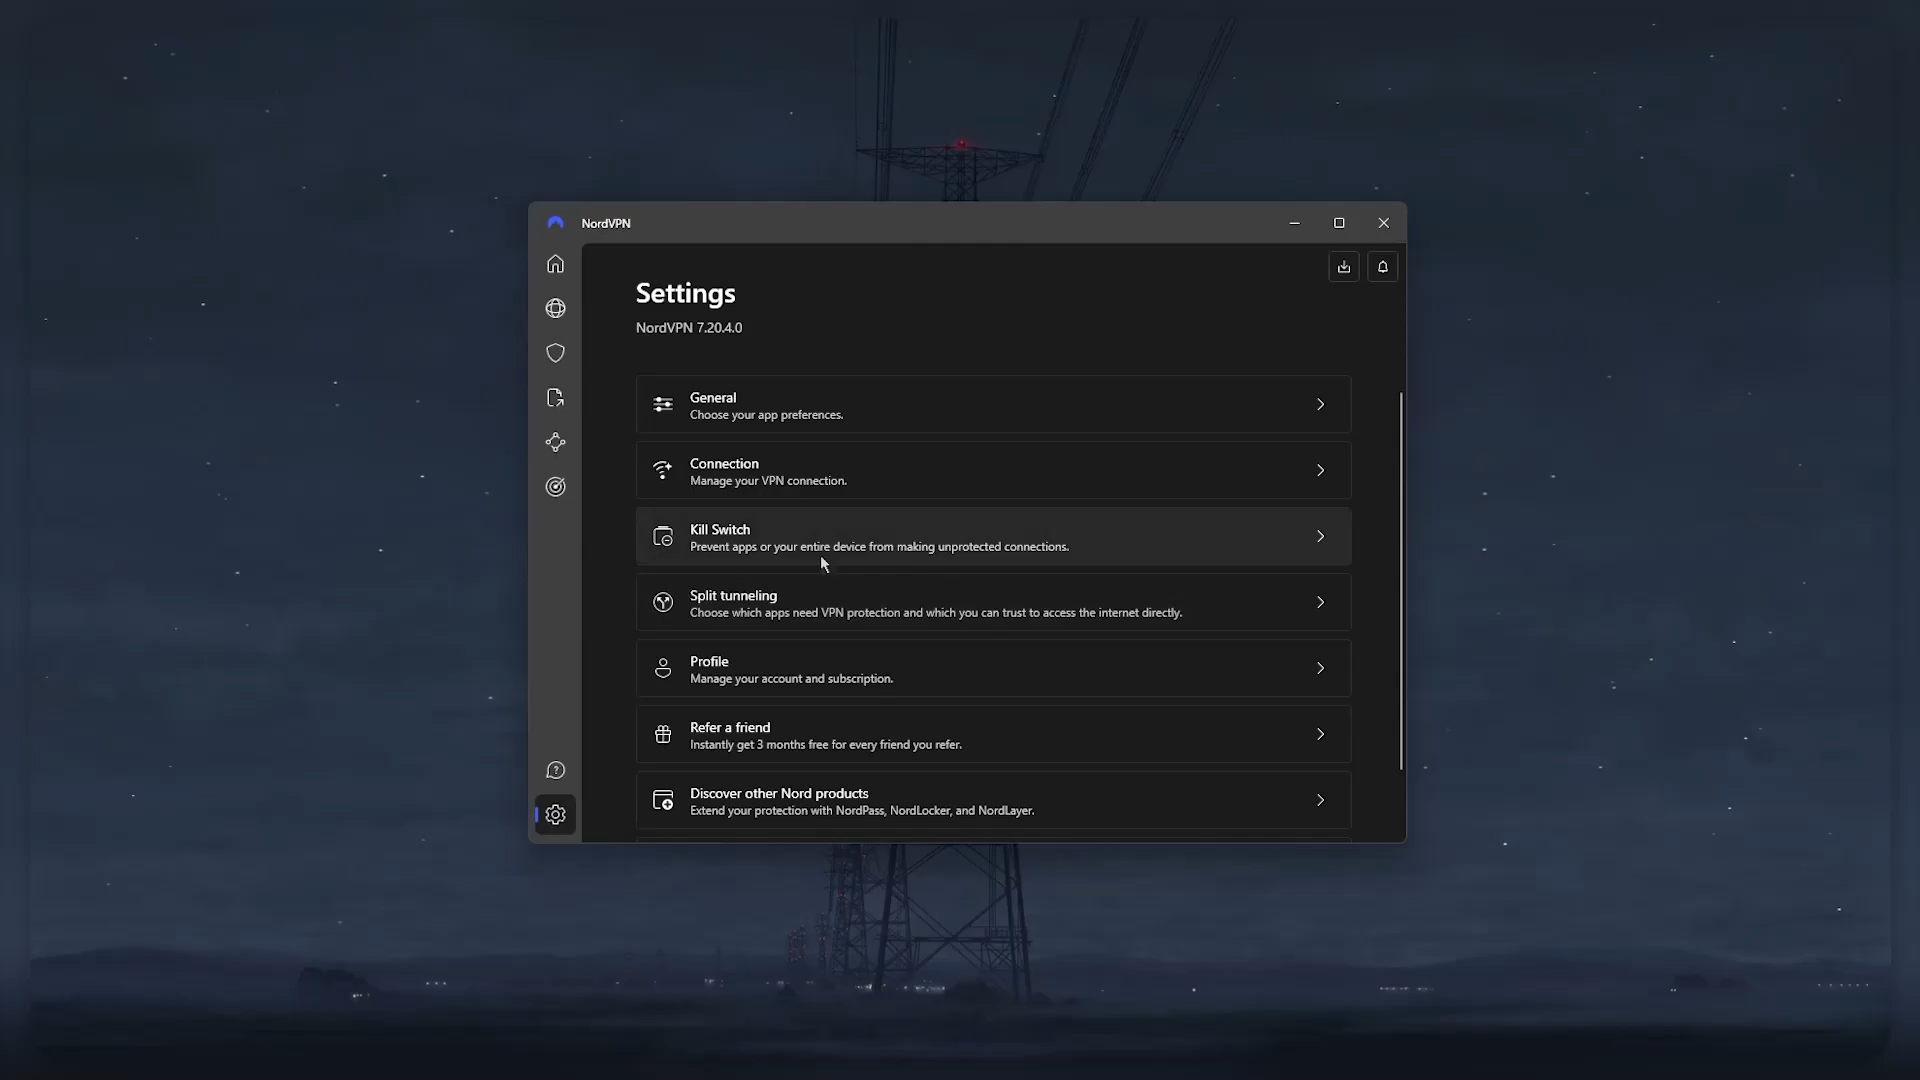 NordVPN
Settings
NordVPN 7.20.4.0
General
Choose your app preferences.
Connection
Manage your VPN connection.
Kill Switch
Prevent apps or your entire device from making unprotected connections.
Split tunneling
Choose which apps need VPN protection and which you can trust to access the internet directly.
Profile
Manage your account and subscription.
Refer a friend
Instantly get 3 months free for every friend you refer.
Discover other Nord products
Extend your protection with NordPass, NordLocker, and NordLayer.